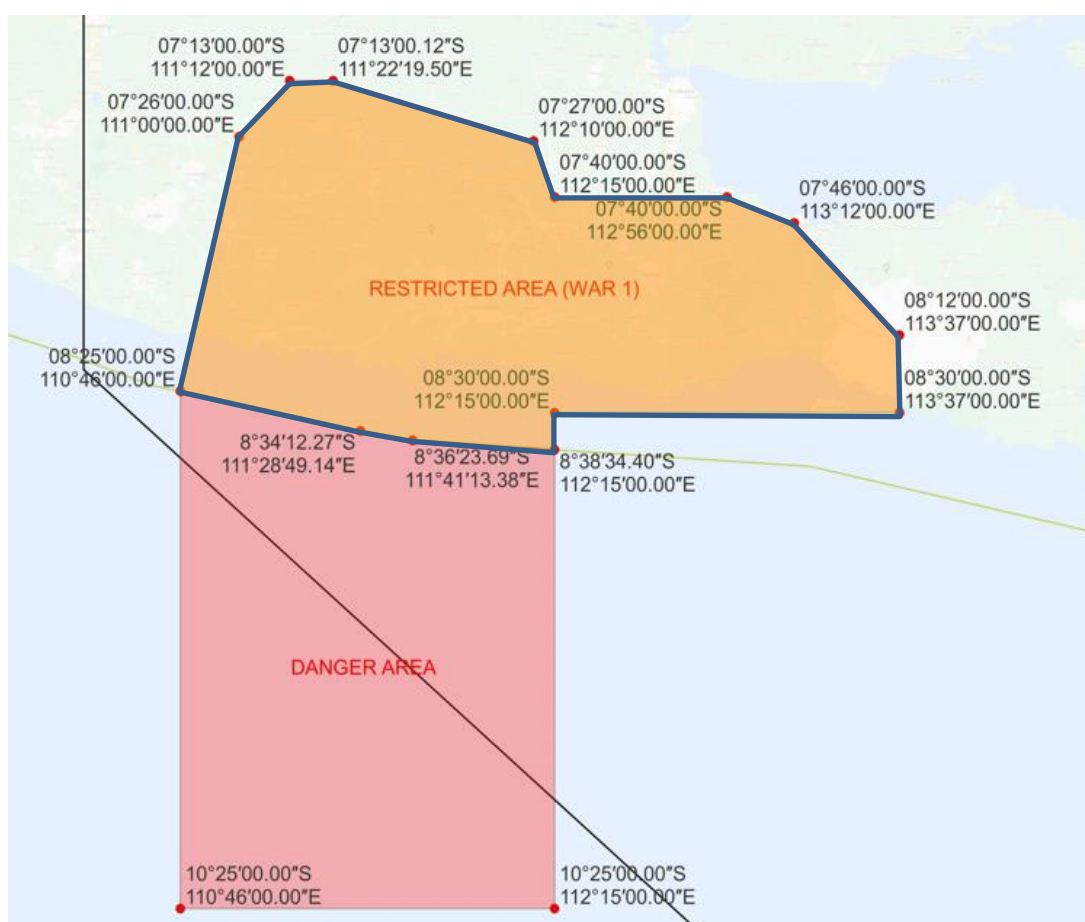 07°13′00.00″S
111°12′00.00″E
07°13′00.12″S
111°22′19.50″E
07°26′00.00″S
111°00′00.00″E
07°27′00.00″S
112°10′00.00″E
07°40′00.00″S
112°15′00.00″E
07°40′00.00″S
112°56′00.00″E
07°46′00.00″S
113°12′00.00″E
RESTRICTED AREA (WAR 1)
08°12′00.00″S
113°37′00.00″E
08°25′00.00″S
110°46′00.00″E
08°30′00.00″S
112°15′00.00″E
08°30′00.00″S
113°37′00.00″E
8°34′12.27″S
111°28′49.14″E
8°36′23.69″S
111°41′13.38″E
8°38′34.40″S
112°15′00.00″E
DANGER AREA
10°25′00.00″S
110°46′00.00″E
10°25′00.00″S
112°15′00.00″E